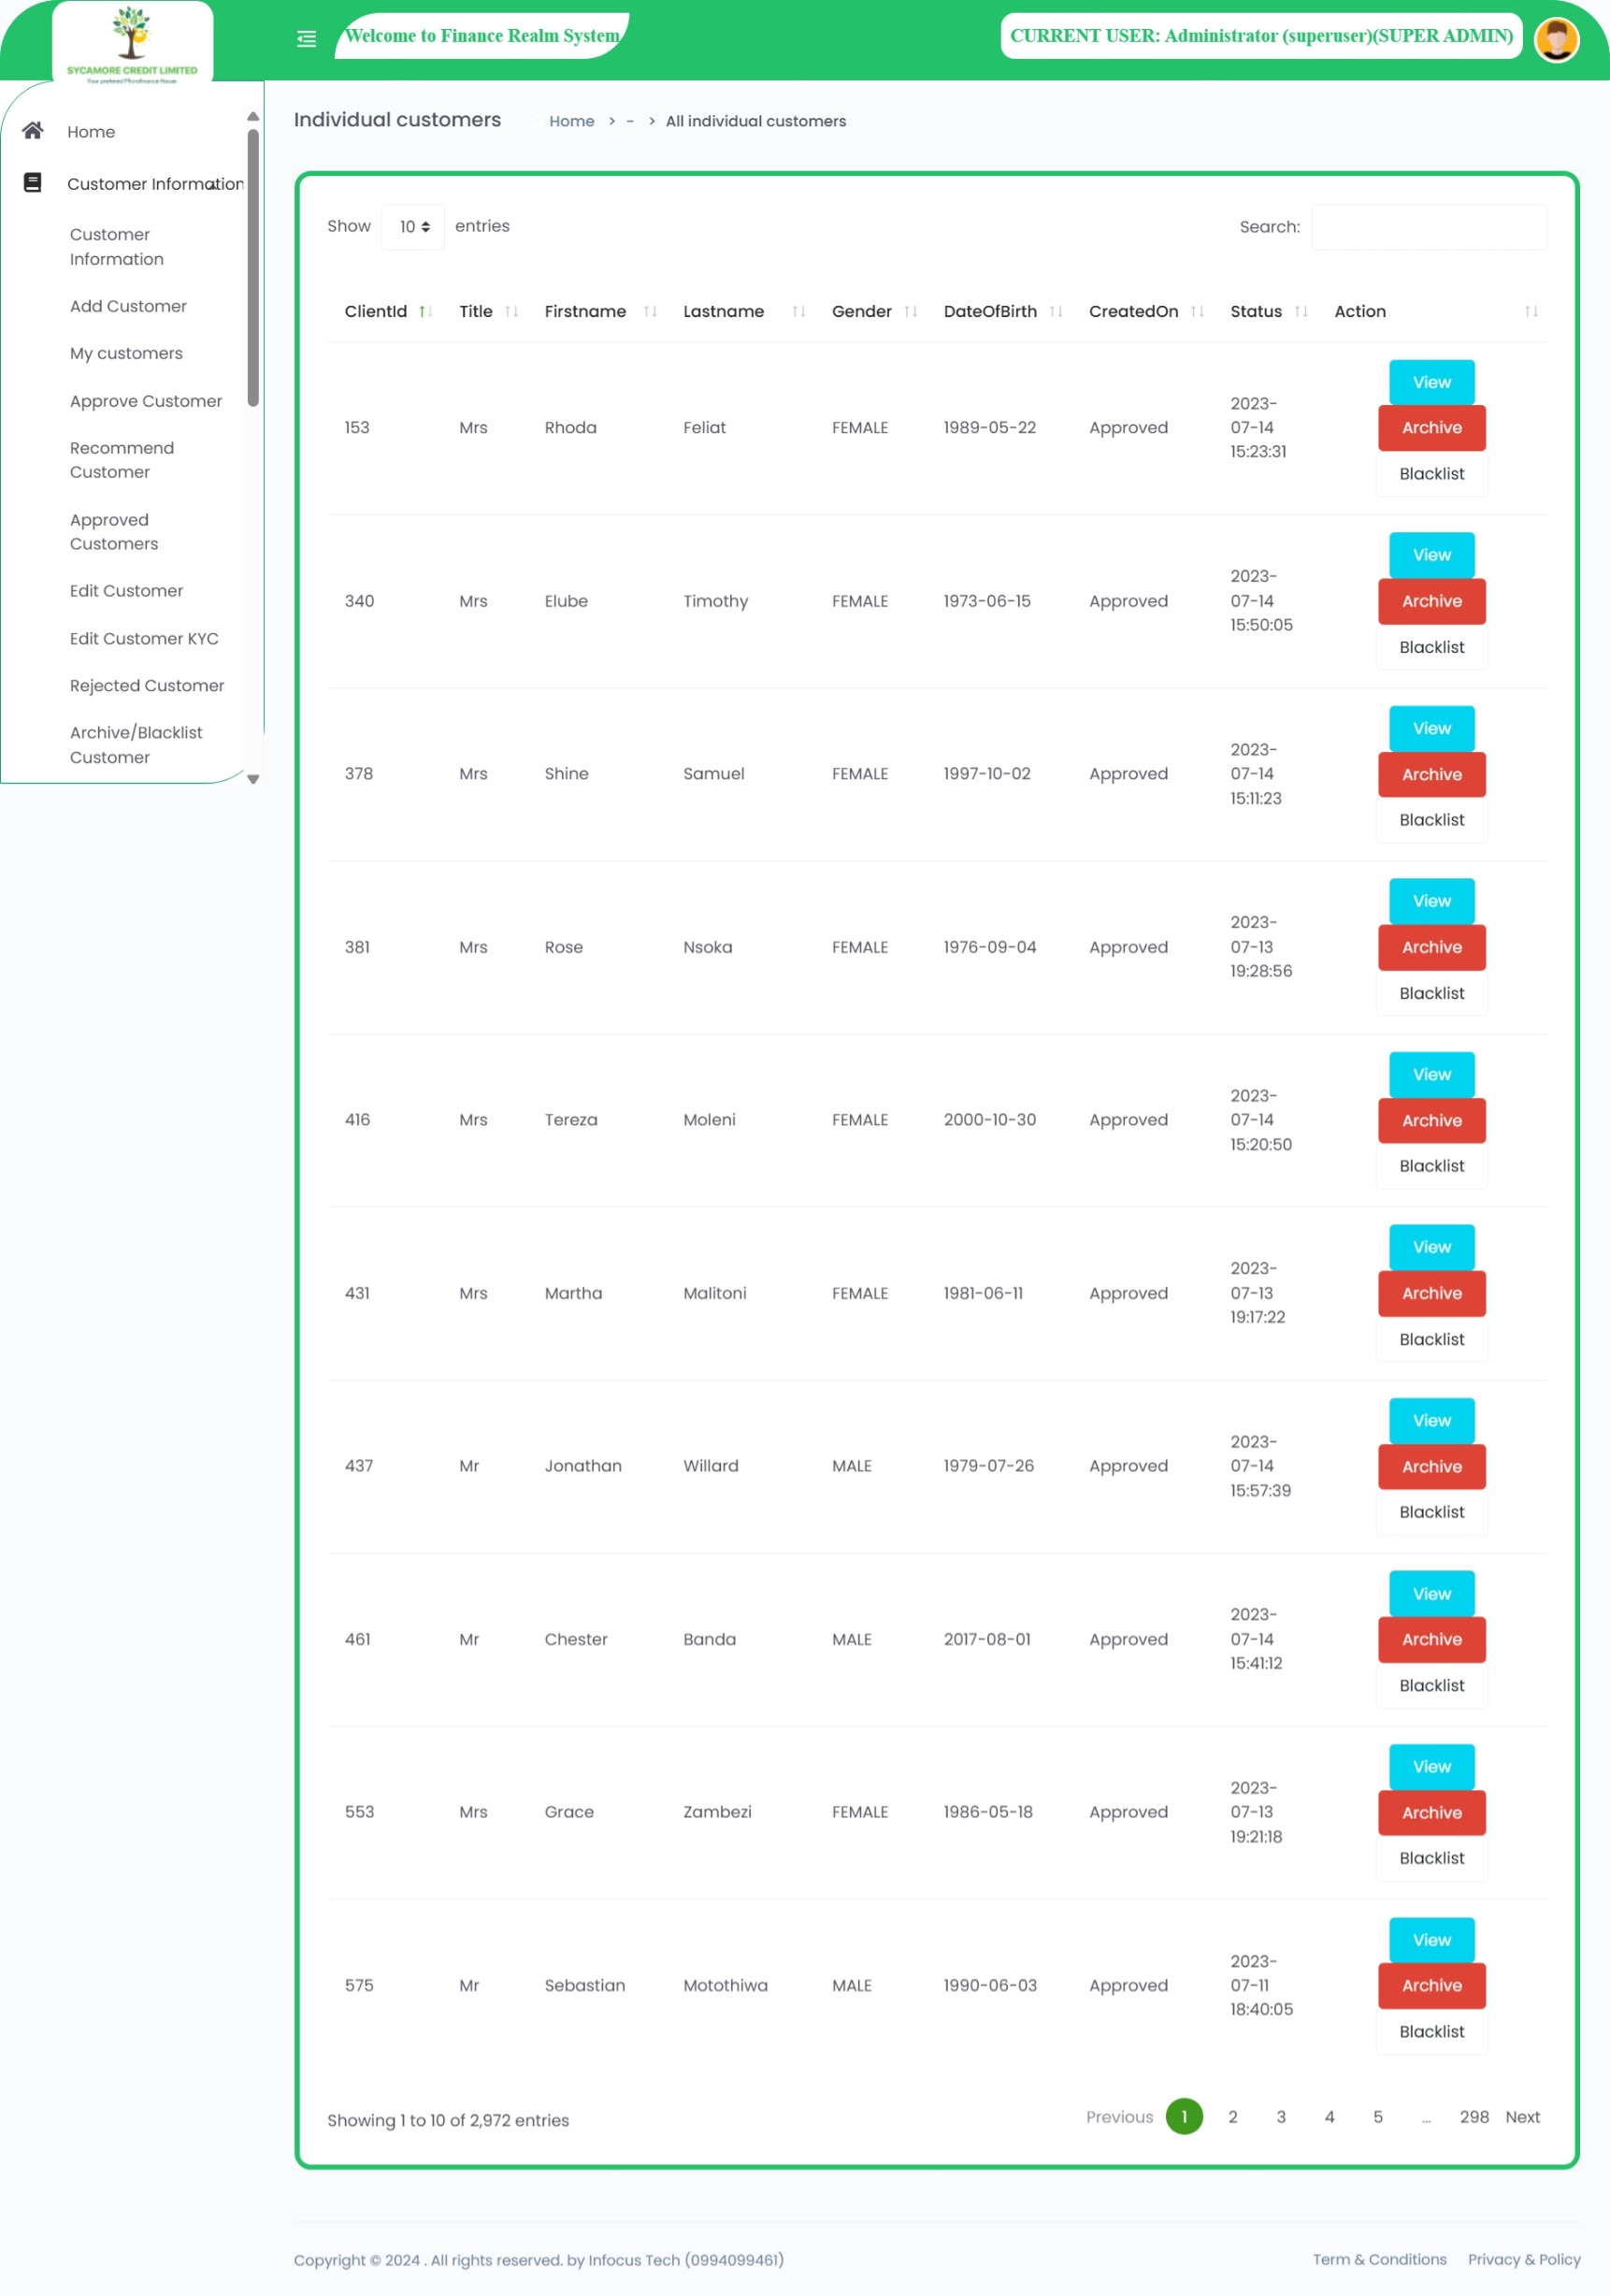 SYCAMORE CREDIT LIMITED
Your preferred Microfinance House
Welcome to Finance Realm System
CURRENT USER: Administrator (superuser)(SUPER ADMIN)
Home
Customer Information
Customer
Information
Add Customer
My customers
Approve Customer
Recommend
Customer
Approved
Customers
Edit Customer
Edit Customer KYC
Rejected Customer
Archive/Blacklist
Customer
Individual customers
Home > - > All individual customers
Show 10 entries
Search:
ClientId Title Firstname Lastname Gender DateOfBirth CreatedOn Status Action
153 Mrs Rhoda Feliat FEMALE 1989-05-22 Approved
2023-
07-14
15:23:31
View
Archive
Blacklist
340 Mrs Elube Timothy FEMALE 1973-06-15 Approved
2023-
07-14
15:50:05
View
Archive
Blacklist
378 Mrs Shine Samuel FEMALE 1997-10-02 Approved
2023-
07-14
15:11:23
View
Archive
Blacklist
381 Mrs Rose Nsoka FEMALE 1976-09-04 Approved
2023-
07-13
19:28:56
View
Archive
Blacklist
416 Mrs Tereza Moleni FEMALE 2000-10-30 Approved
2023-
07-14
15:20:50
View
Archive
Blacklist
431 Mrs Martha Malitoni FEMALE 1981-06-11 Approved
2023-
07-13
19:17:22
View
Archive
Blacklist
437 Mr Jonathan Willard MALE 1979-07-26 Approved
2023-
07-14
15:57:39
View
Archive
Blacklist
461 Mr Chester Banda MALE 2017-08-01 Approved
2023-
07-14
15:41:12
View
Archive
Blacklist
553 Mrs Grace Zambezi FEMALE 1986-05-18 Approved
2023-
07-13
19:21:18
View
Archive
Blacklist
575 Mr Sebastian Motothiwa MALE 1990-06-03 Approved
2023-
07-11
18:40:05
View
Archive
Blacklist
Showing 1 to 10 of 2,972 entries
Previous 1 2 3 4 5 … 298 Next
Copyright © 2024 . All rights reserved. by Infocus Tech (0994099461)
Term & Conditions Privacy & Policy